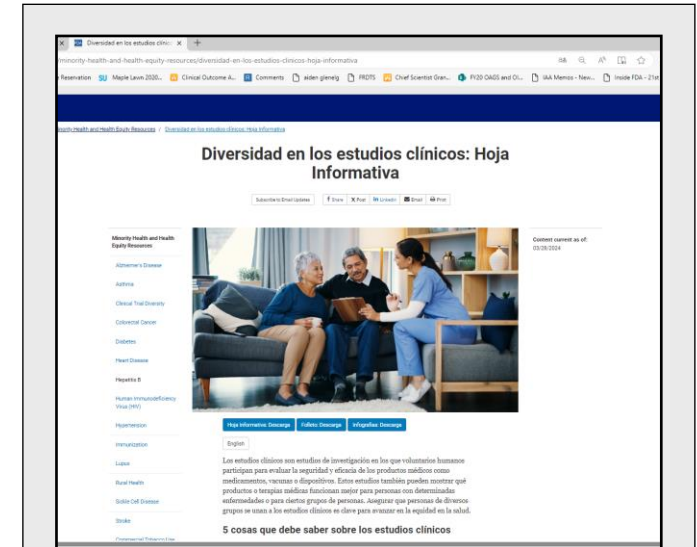 Diversidad en los estudios clínic
/minority-health-and-health-equity-resources/diversidad-en-los-estudios-clinicos-hoja-informativa
Reservation
Maple Lawn 2020...
Clinical Outcome A...
Comments
aiden glenelg
FRDTS
Chief Scientist Gran...
FY20 OAGS and OI...
IAA Memos - New...
Inside FDA - 21st
Minority Health and Health Equity Resources / Diversidad en los estudios clínicos: Hoja Informativa
Diversidad en los estudios clínicos: Hoja
Informativa
Subscribe to Email Updates
Share
Post
Linkedin
Email
Print
Minority Health and Health
Equity Resources
Alzheimer's Disease
Asthma
Clinical Trial Diversity
Colorectal Cancer
Diabetes
Heart Disease
Hepatitis B
Human Immunodeficiency
Virus (HIV)
Hypertension
Immunization
Lupus
Rural Health
Sickle Cell Disease
Stroke
Commercial Tobacco Use
Content current as of:
03/28/2024
Hoja Informativa: Descarga
Folleto: Descarga
Infografías: Descarga
English
Los estudios clínicos son estudios de investigación en los que voluntarios humanos
participan para evaluar la seguridad y eficacia de los productos médicos como
medicamentos, vacunas o dispositivos. Estos estudios también pueden mostrar qué
productos o terapias médicas funcionan mejor para personas con determinadas
enfermedades o para ciertos grupos de personas. Asegurar que personas de diversos
grupos se unan a los estudios clínicos es clave para avanzar en la equidad en la salud.
5 cosas que debe saber sobre los estudios clínicos